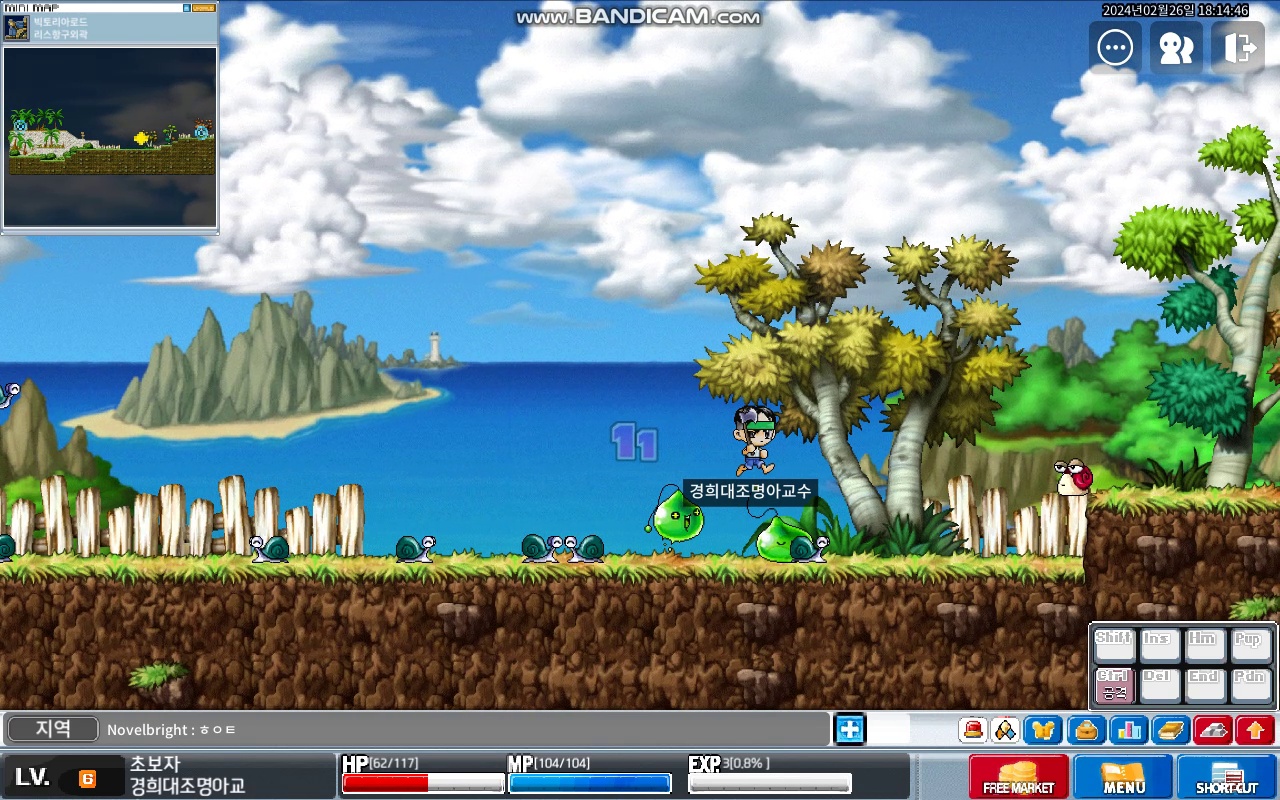 MINI MAP
WORLD
빅토리아로드
리스항구외곽
www.BANDICAM.com
2024년02월26일 18:14:46
11
경희대조명아교수
Shift Ins Hm Pup
Ctrl Del End Pdn
공격
지역 Novelbright : ㅎㅇㅌ
LV. 6
초보자
경희대조명아교
HP[62/117] MP[104/104] EXP 3[0.8% ]
FREE MARKET MENU SHORTCUT